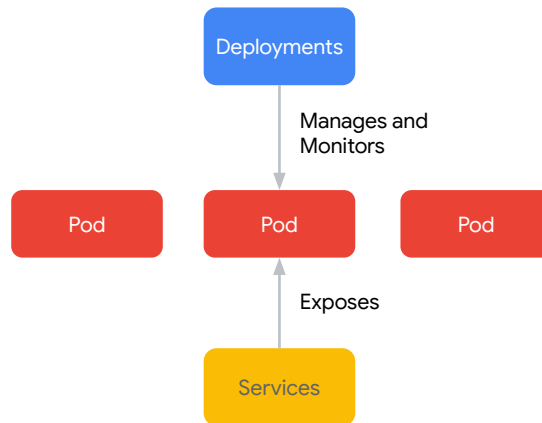 Deployments
Manages and
Monitors
Pod
Pod
Pod
Exposes
Services